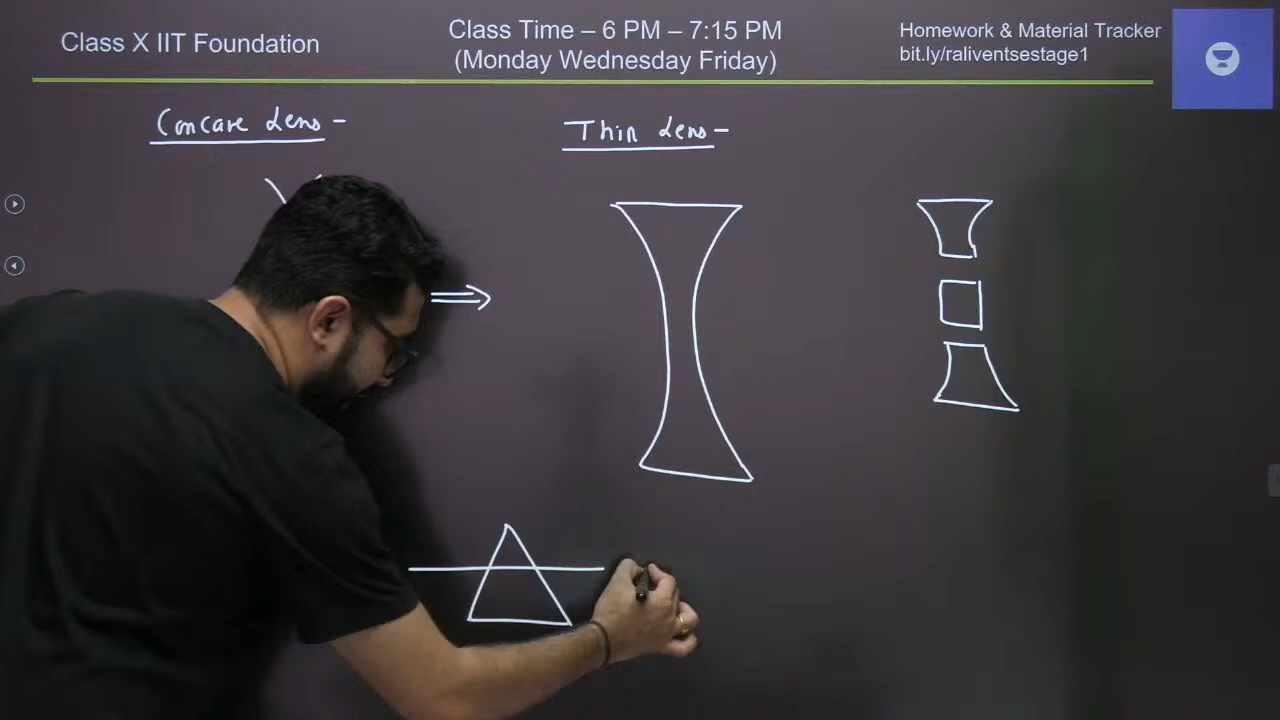 Class X IIT Foundation
Class Time – 6 PM – 7:15 PM
(Monday Wednesday Friday)
Homework & Material Tracker
bit.ly/raliventsestage1
Concave Lens -
Thin Lens -